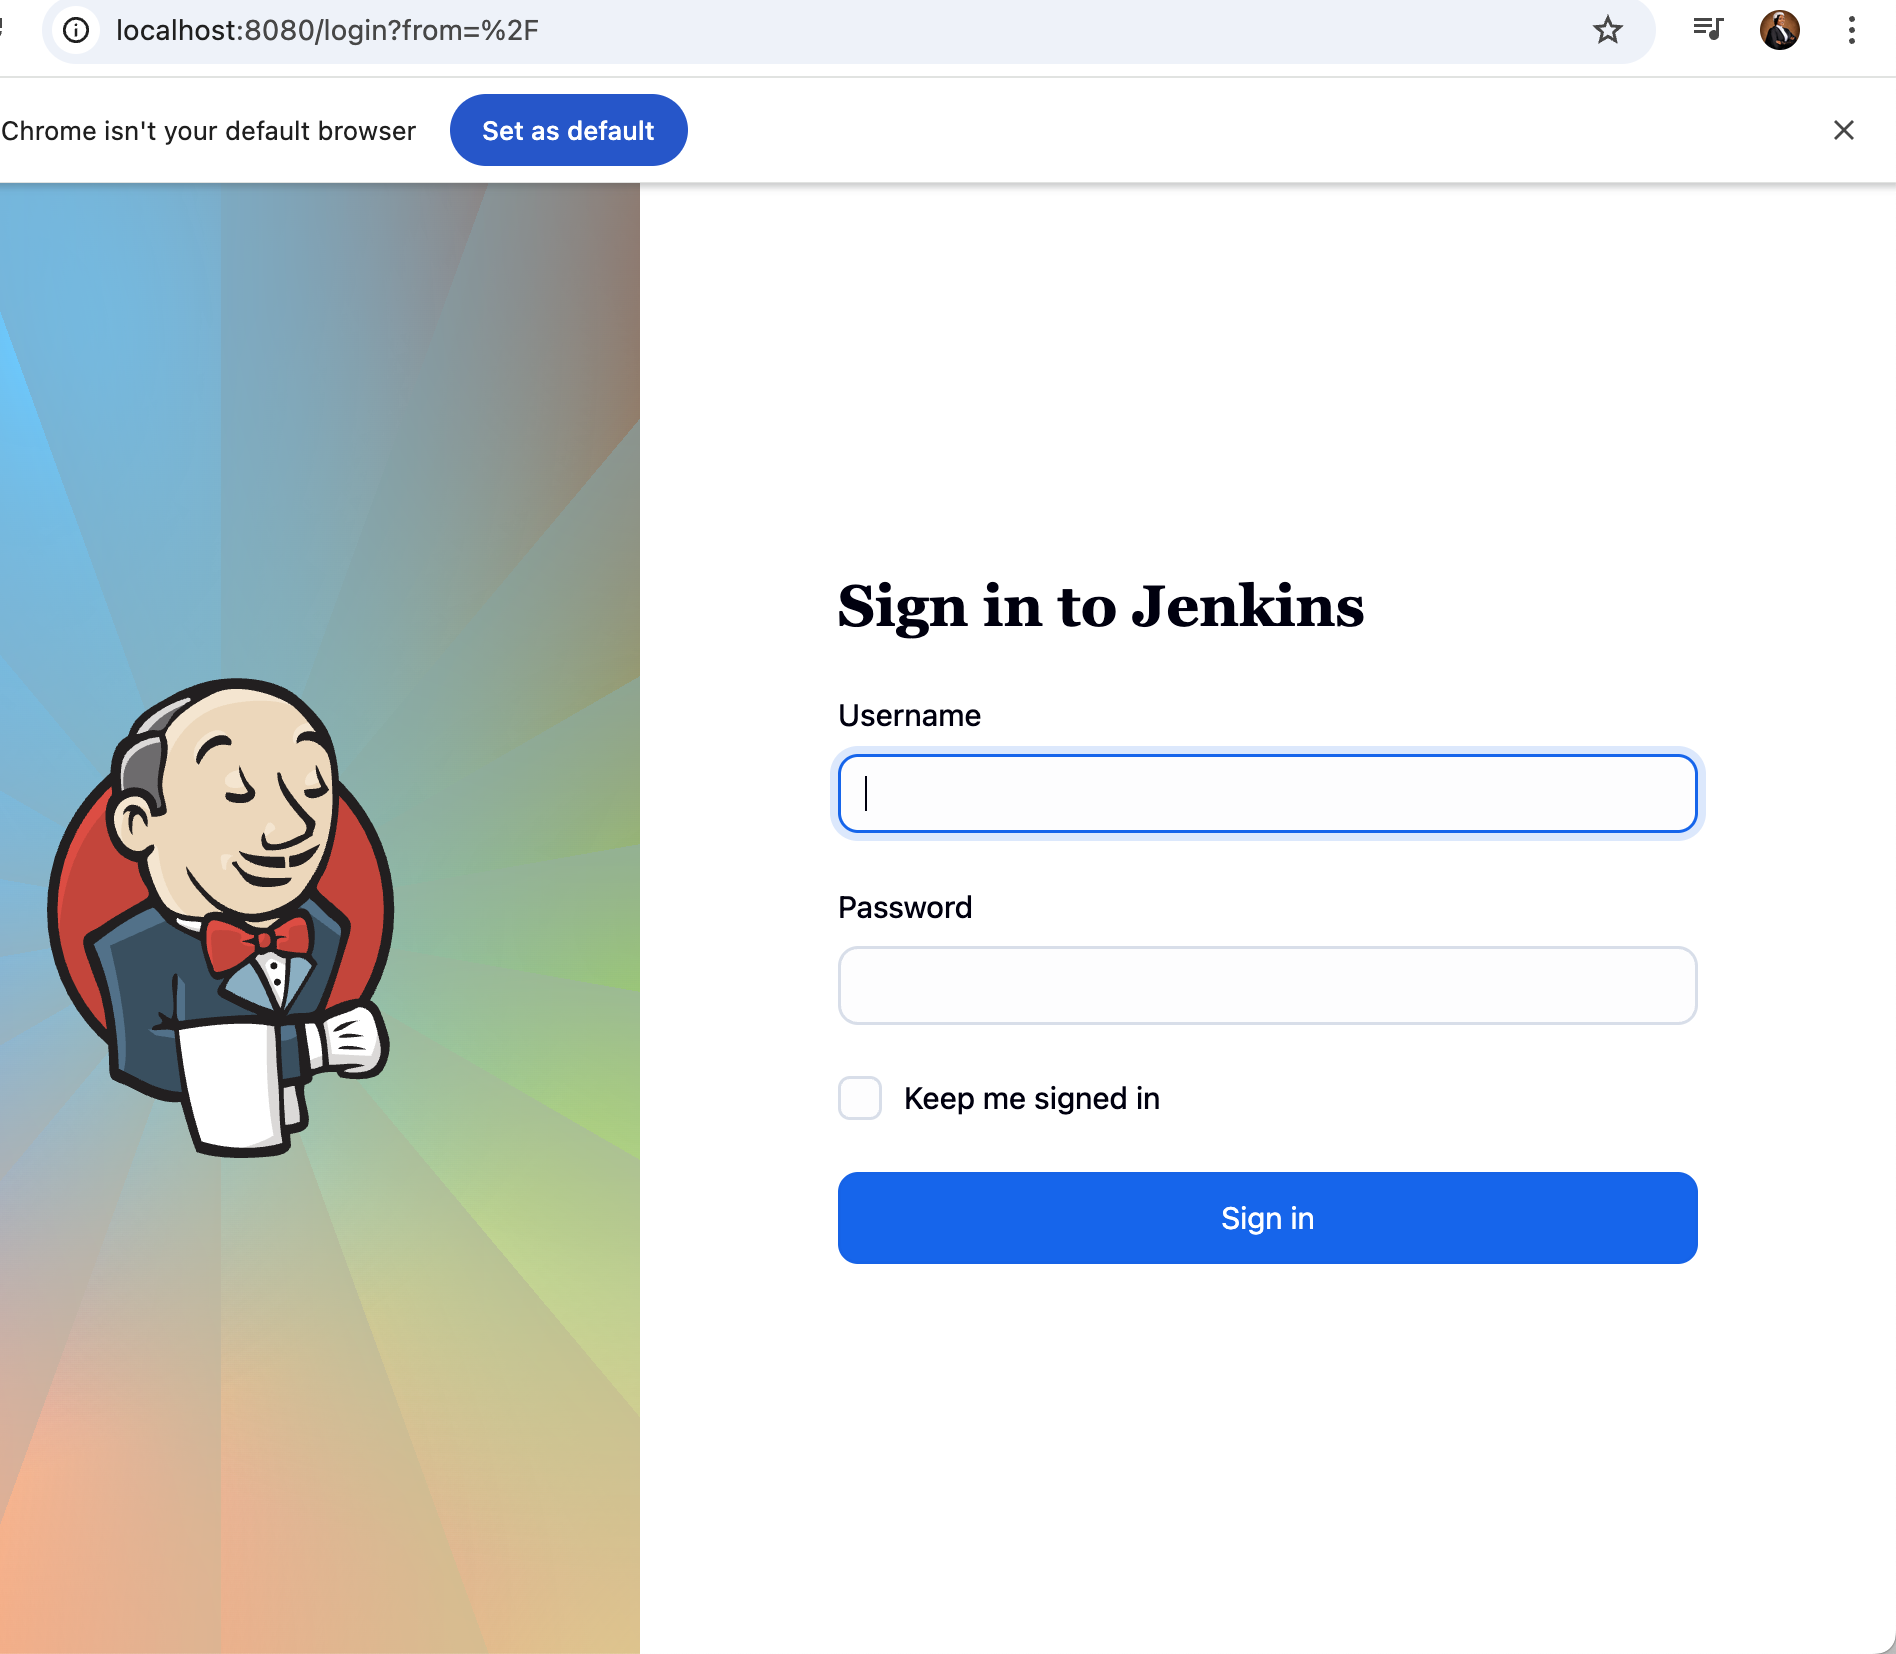 localhost:8080/login?from=%2F
Chrome isn't your default browser
Set as default
Sign in to Jenkins
Username
Password
Keep me signed in
Sign in